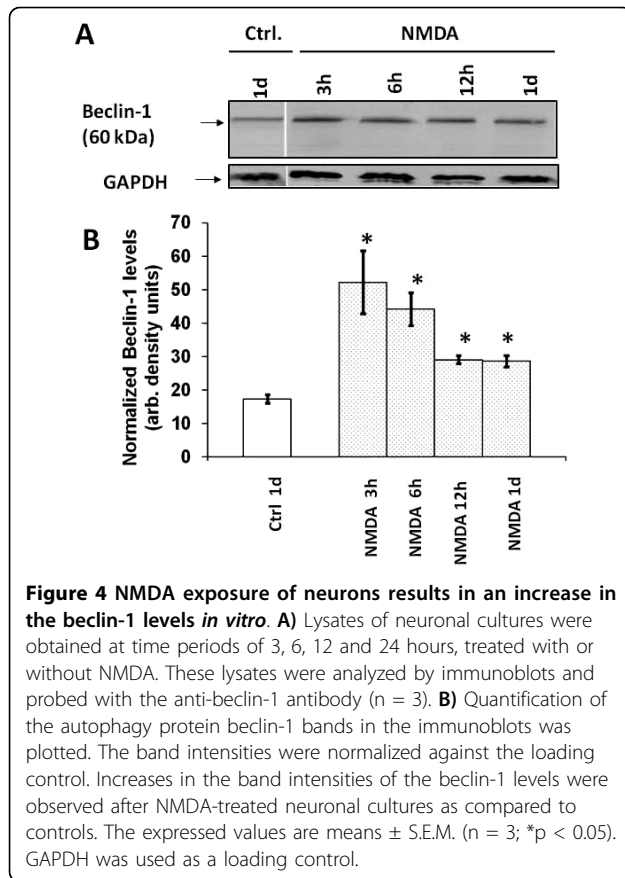 A
Ctrl.
NMDA
1d
3h
6h
12h
1d
Beclin-1
(60 kDa)
GAPDH
B
Normalized Beclin-1 levels
(arb. density units)
70
60
50
40
30
20
10
0
*
*
*
*
Ctrl 1d
NMDA 3h
NMDA 6h
NMDA 12h
NMDA 1d
Figure 4 NMDA exposure of neurons results in an increase in
the beclin-1 levels in vitro. A) Lysates of neuronal cultures were
obtained at time periods of 3, 6, 12 and 24 hours, treated with or
without NMDA. These lysates were analyzed by immunoblots and
probed with the anti-beclin-1 antibody (n = 3). B) Quantification of
the autophagy protein beclin-1 bands in the immunoblots was
plotted. The band intensities were normalized against the loading
control. Increases in the band intensities of the beclin-1 levels were
observed after NMDA-treated neuronal cultures as compared to
controls. The expressed values are means ± S.E.M. (n = 3; *p < 0.05).
GAPDH was used as a loading control.